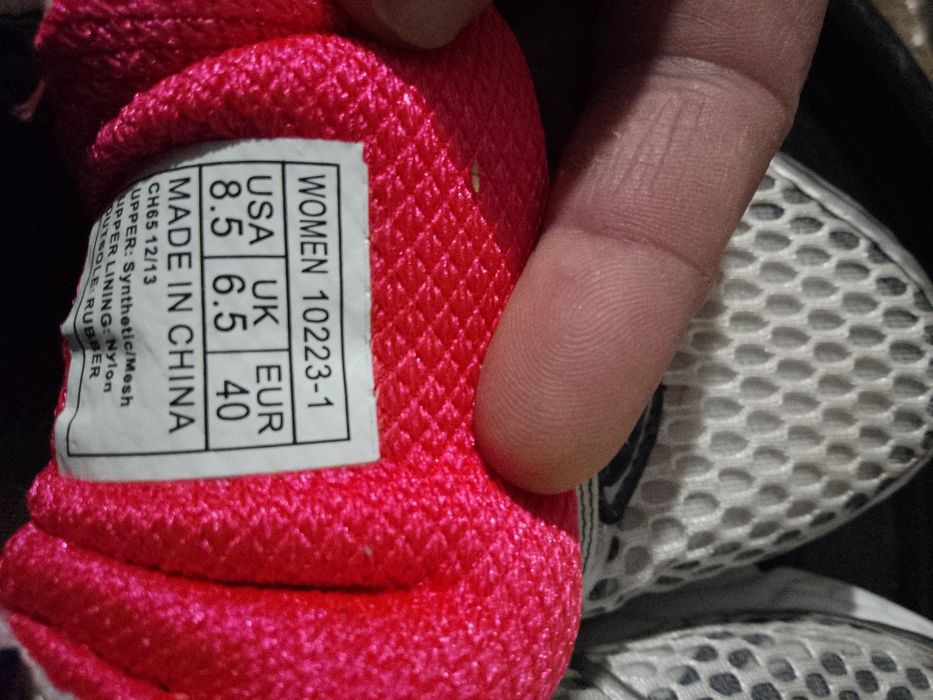 WOMEN 10223-1
USA UK EUR
8.5 6.5 40
MADE IN CHINA
CH65 12/13
UPPER: Synthetic/Mesh
UPPER LINING: Nylon
OUTSOLE: RUBBER